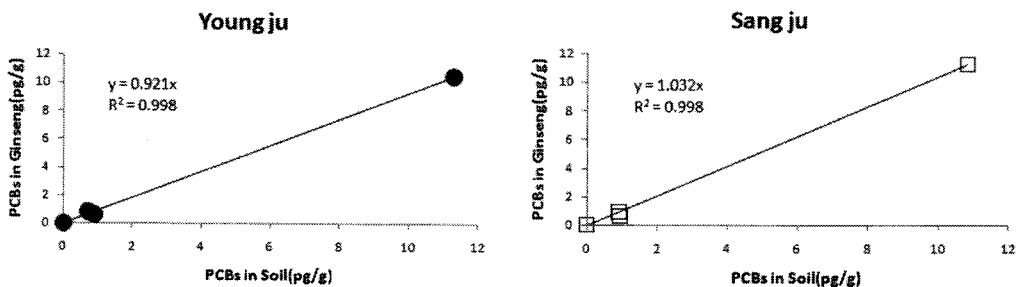 Young ju
12
10
8
6
4
2
0
y = 0.921x
R² = 0.998
PCBs in Ginseng(pg/g)
0 2 4 6 8 10 12
PCBs in Soil(pg/g)
Sang ju
12
10
8
6
4
2
0
y = 1.032x
R² = 0.998
PCBs in Ginseng(pg/g)
0 2 4 6 8 10 12
PCBs in Soil(pg/g)